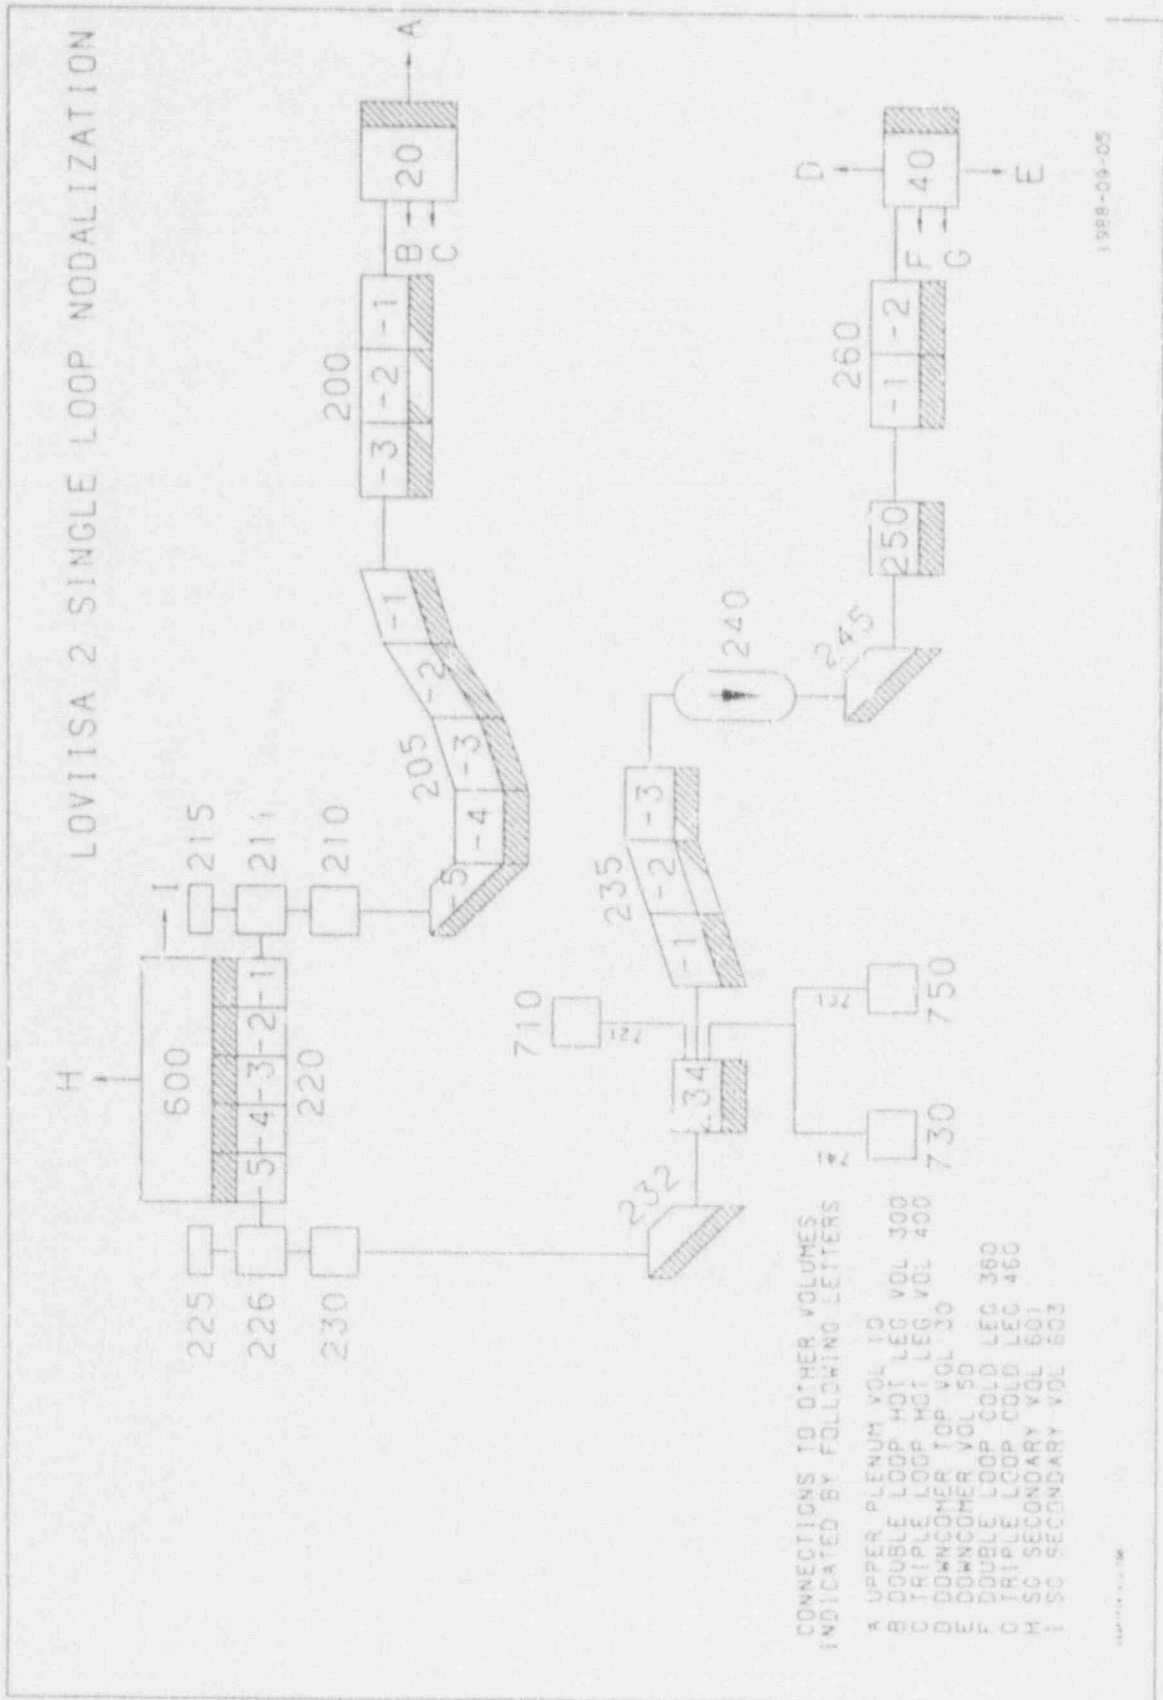 LOVIISA 2 SINGLE LOOP NODALIZATION
H
I
A
600
-5 -4 -3 -2 -1
220
225
226
230
215
211
210
205
-5 -4 -3 -2 -1
200
-3 -2 -1
20
B
C
710
721
232
234
235
-1 -2 -3
240
245
250
260
-1 -2
40
D
E
F
G
741
730
750
CONNECTIONS TO OTHER VOLUMES
INDICATED BY FOLLOWING LETTERS
A UPPER PLENUM VOL 10
B DOUBLE LOOP HOT LEG VOL 300
C TRIPLE LOOP HOT LEG VOL 400
D DOWNCOMER TOP VOL 30
E DOWNCOMER VOL 50
F DOUBLE LOOP COLD LEG 360
G TRIPLE LOOP COLD LEG 460
H SG SECONDARY VOL 601
I SG SECONDARY VOL 603
1988-09-05